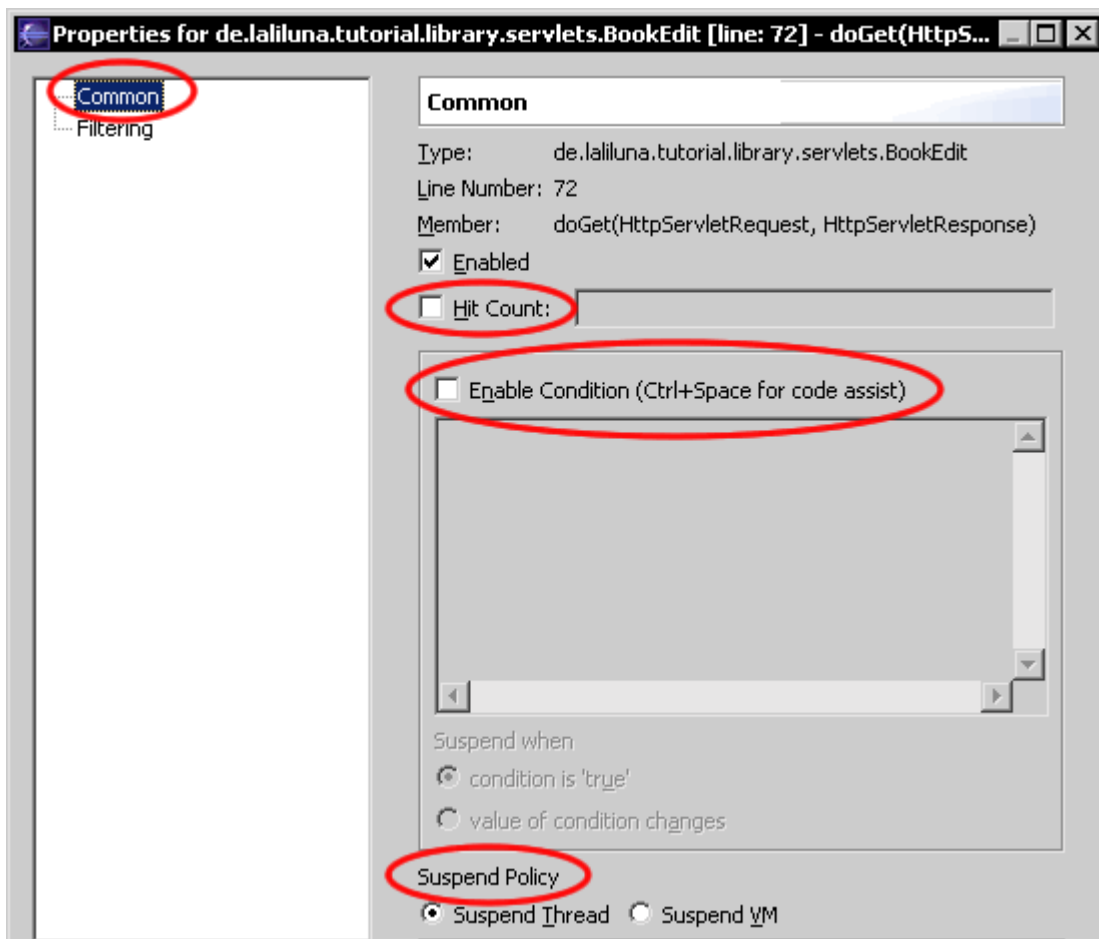 Properties for de.laliluna.tutorial.library.servlets.BookEdit [line: 72] - doGet(HttpS...
Common
Filtering
Common
Type: de.laliluna.tutorial.library.servlets.BookEdit
Line Number: 72
Member: doGet(HttpServletRequest, HttpServletResponse)
Enabled
Hit Count:
Enable Condition (Ctrl+Space for code assist)
Suspend when
condition is 'true'
value of condition changes
Suspend Policy
Suspend Thread Suspend VM